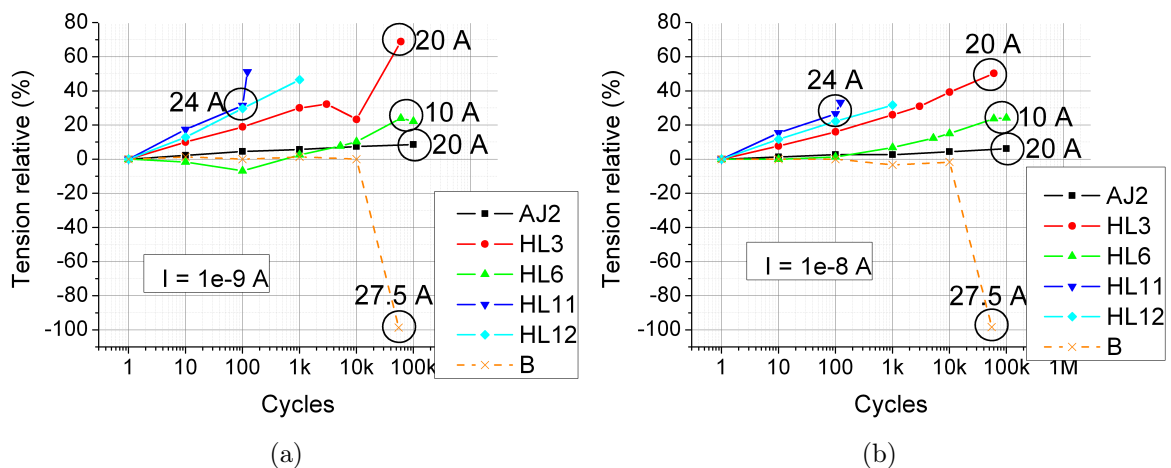 80
60
40
20
0
-20
-40
-60
-80
-100
Tension relative (%)
20 A
24 A
10 A
20 A
I = 1e-9 A
27.5 A
AJ2
HL3
HL6
HL11
HL12
B
1
10
100
1k
10k
100k
Cycles
(a)
80
60
40
20
0
-20
-40
-60
-80
-100
Tension relative (%)
20 A
24 A
10 A
20 A
I = 1e-8 A
27.5 A
AJ2
HL3
HL6
HL11
HL12
B
1
10
100
1k
10k
100k
1M
Cycles
(b)